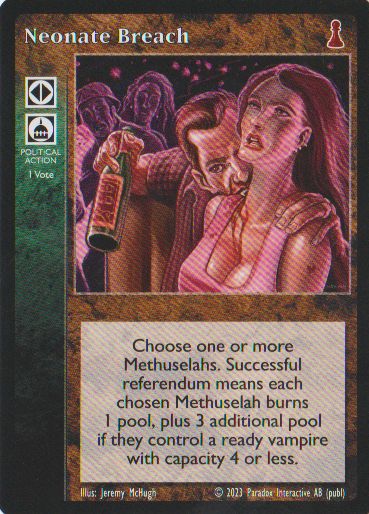 Neonate Breach
POLITICAL
ACTION
1 Vote
Choose one or more
Methuselahs. Successful
referendum means each
chosen Methuselah burns
1 pool, plus 3 additional pool
if they control a ready vampire
with capacity 4 or less.
Illus: Jeremy McHugh
© 2023 Paradox Interactive AB (publ)